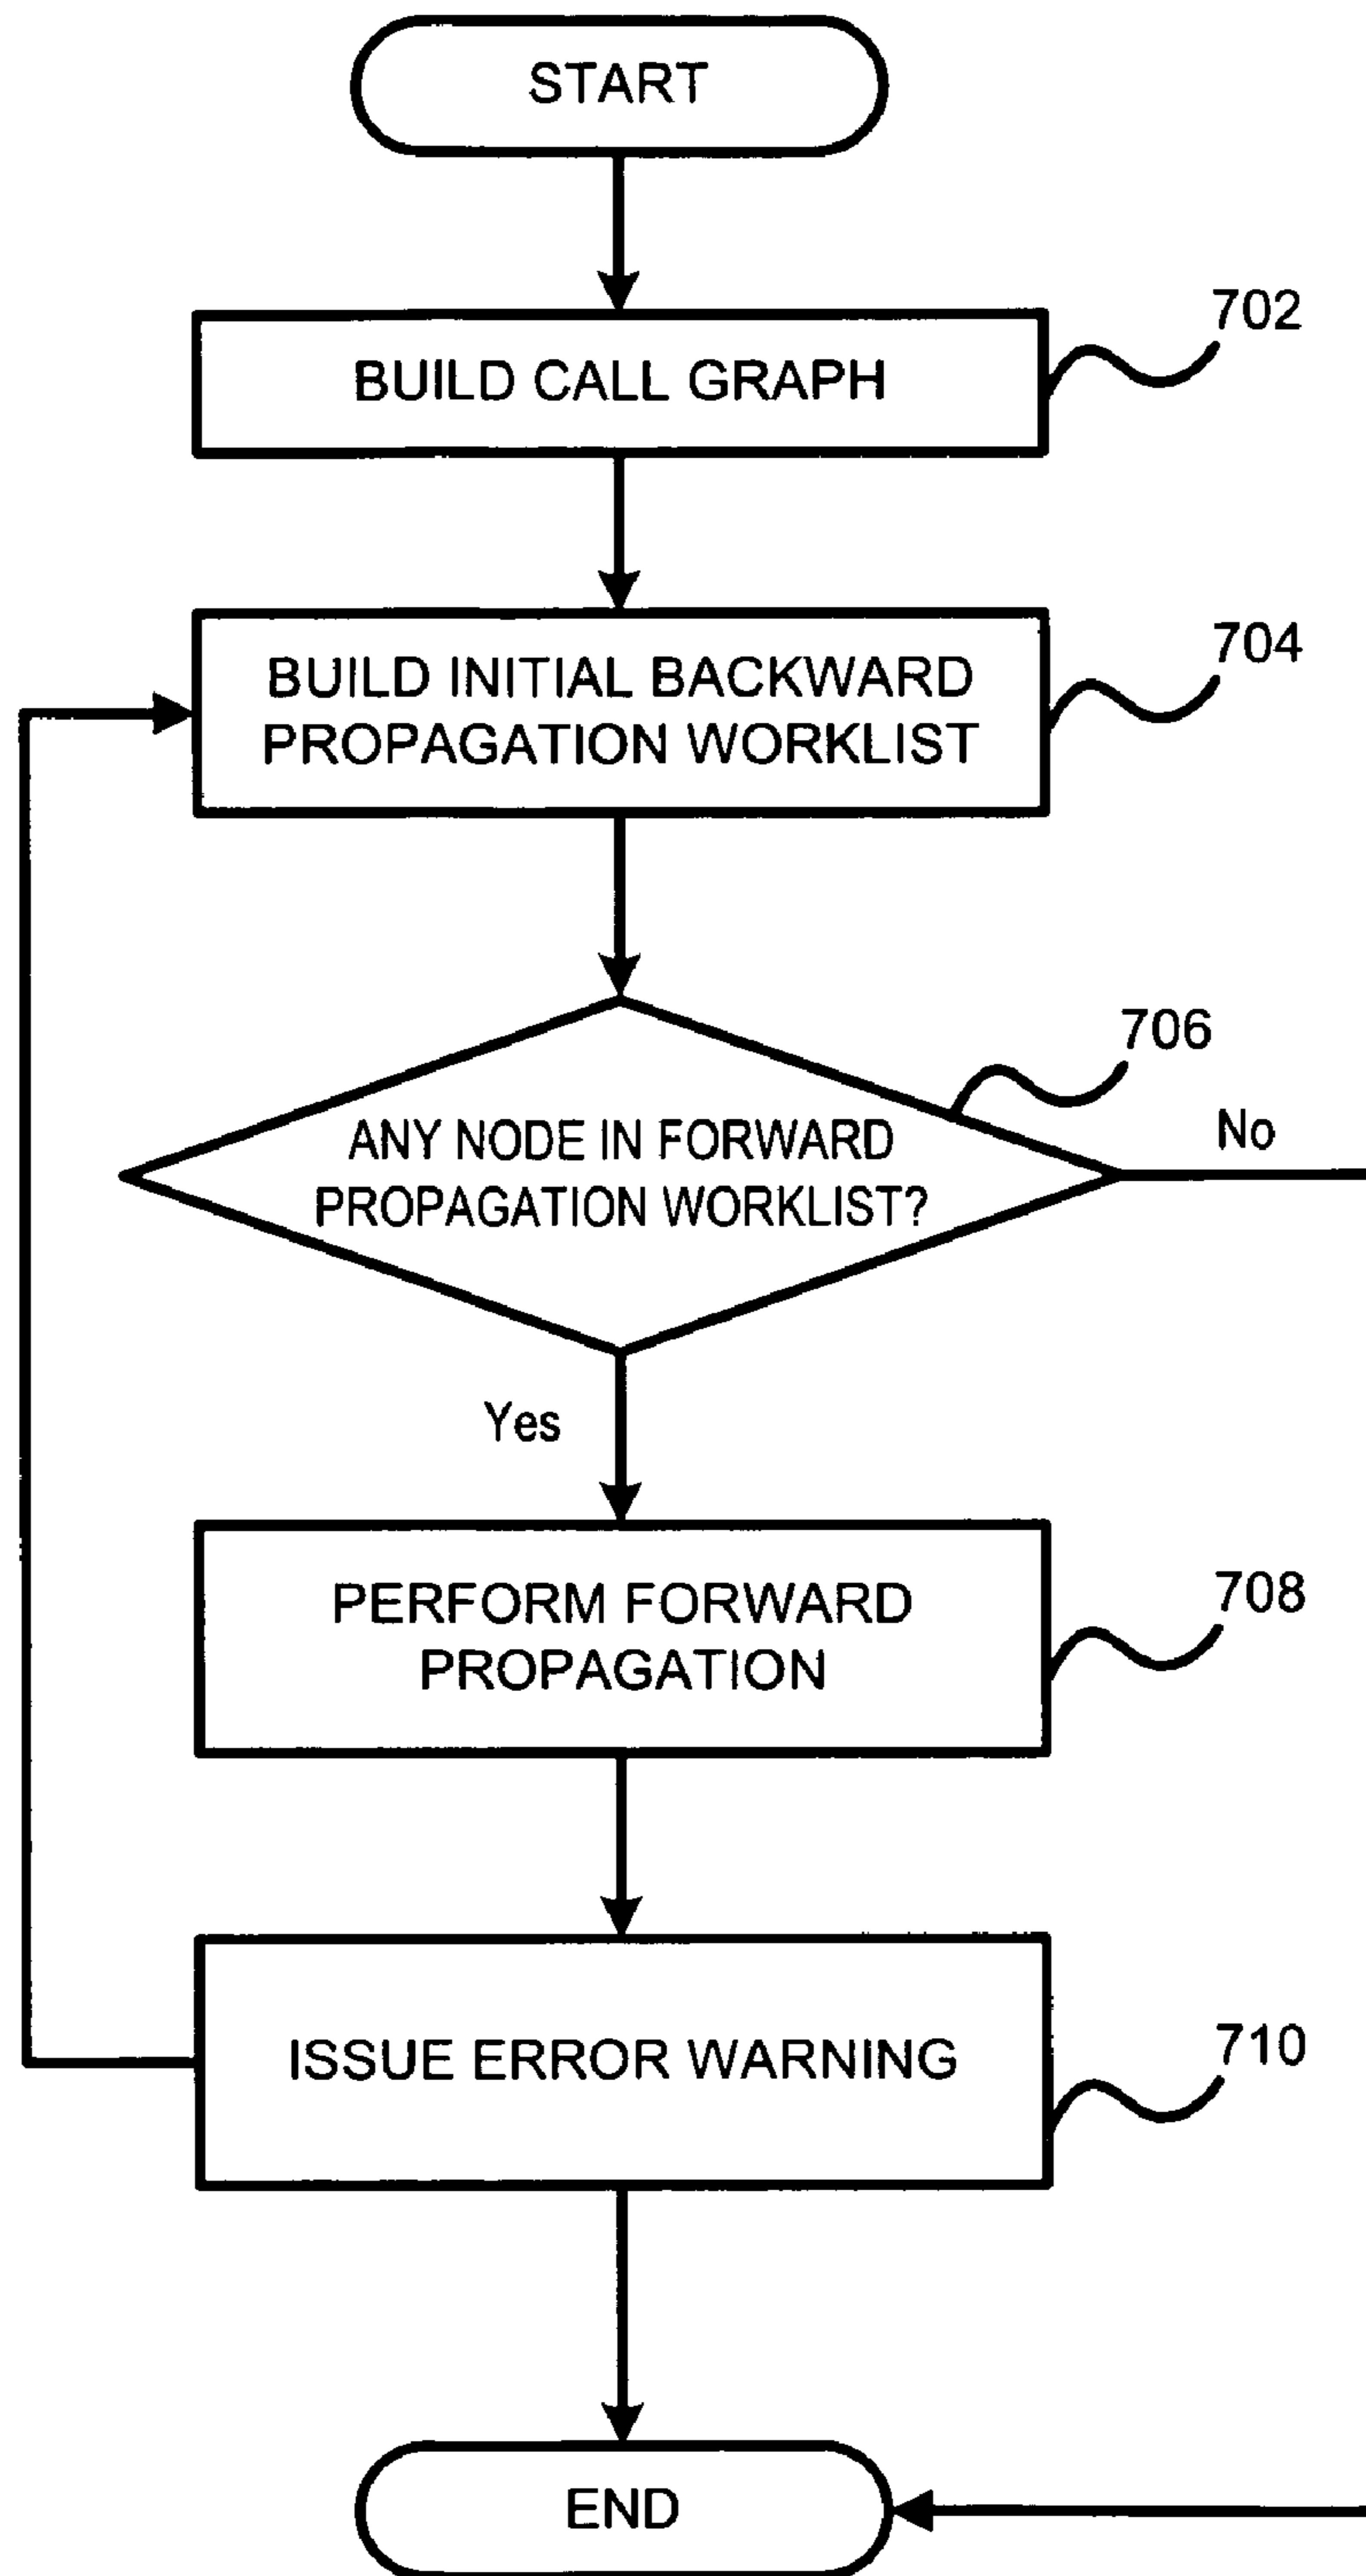 START
702
BUILD CALL GRAPH
704
BUILD INITIAL BACKWARD
PROPAGATION WORKLIST
706
No
ANY NODE IN FORWARD
PROPAGATION WORKLIST?
Yes
708
PERFORM FORWARD
PROPAGATION
710
ISSUE ERROR WARNING
END